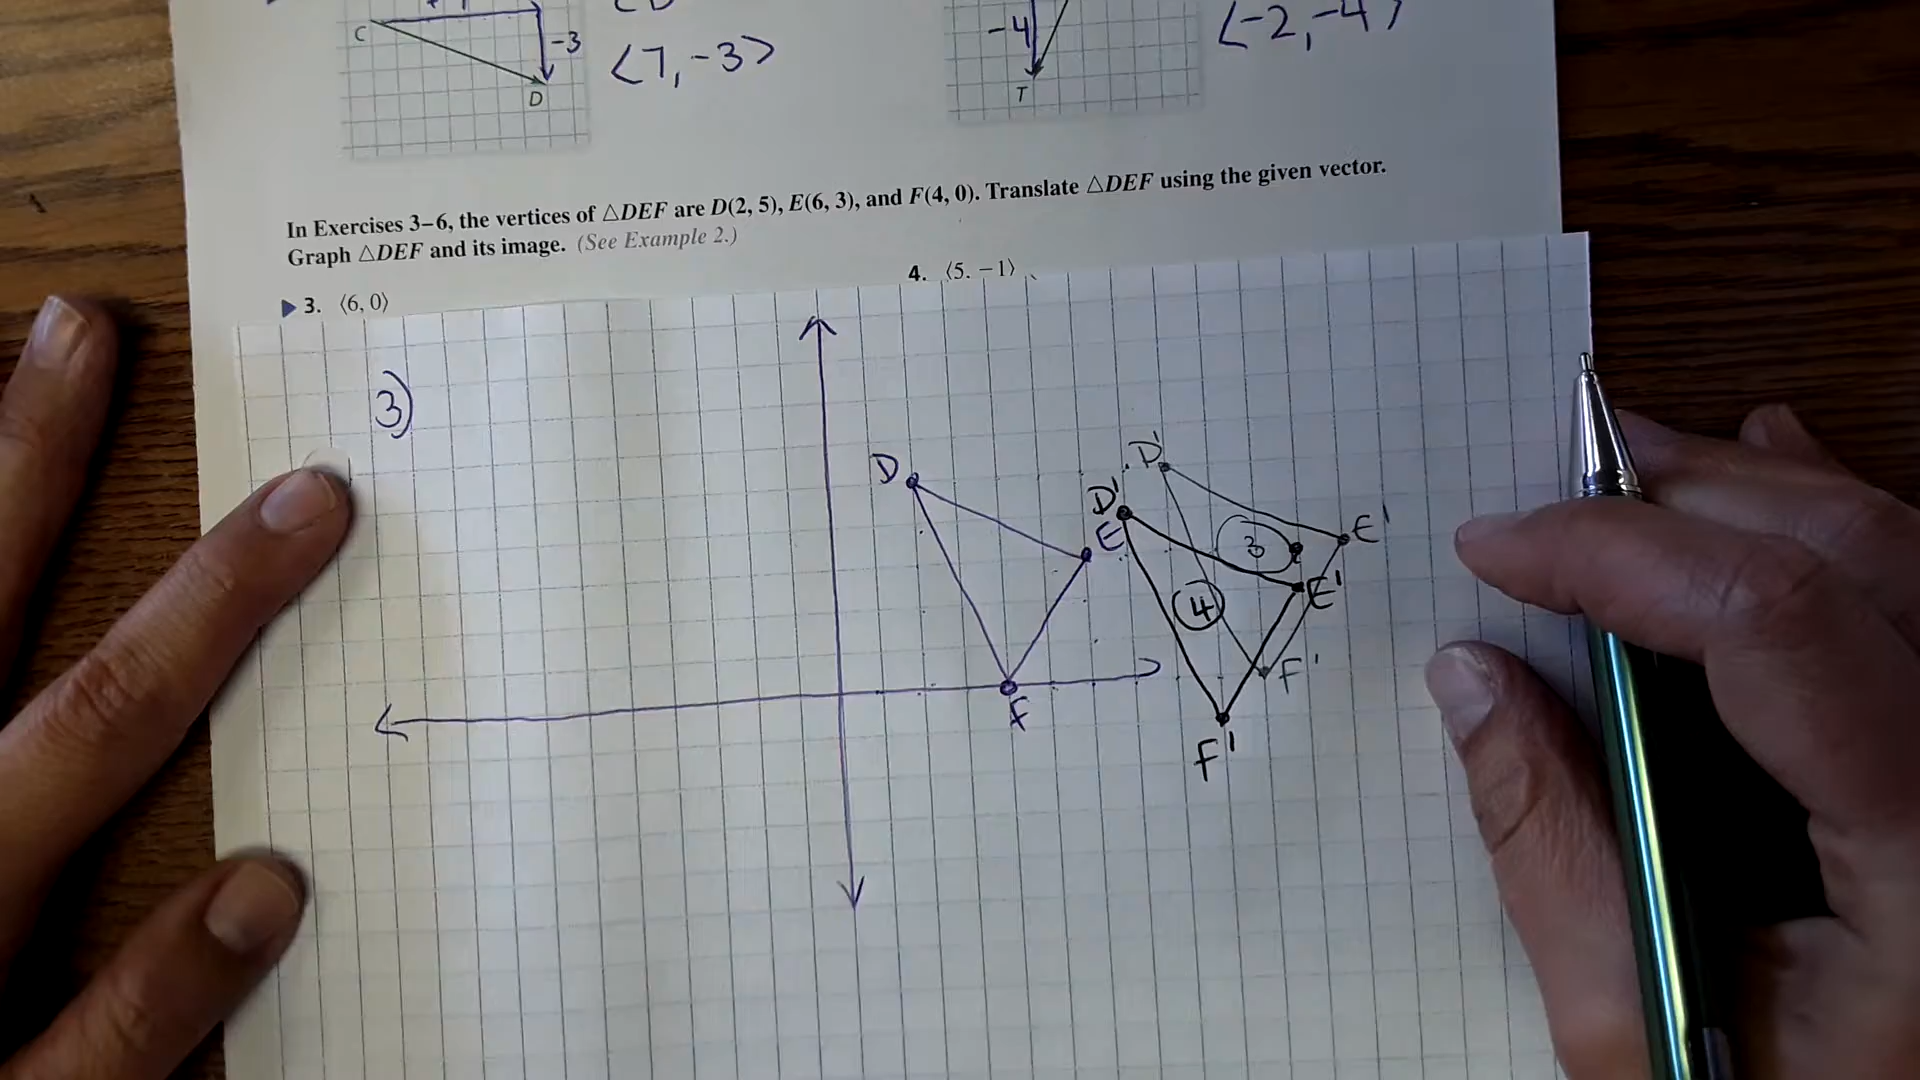 C
-3
⟨7, -3⟩
D
-4
⟨-2, -4⟩
T
In Exercises 3–6, the vertices of △DEF are D(2, 5), E(6, 3), and F(4, 0). Translate △DEF using the given vector.
Graph △DEF and its image. (See Example 2.)
3. ⟨6, 0⟩
4. ⟨5. −1⟩
3)
D
D'
D'
E
3
E'
4
E'
F'
F
F'